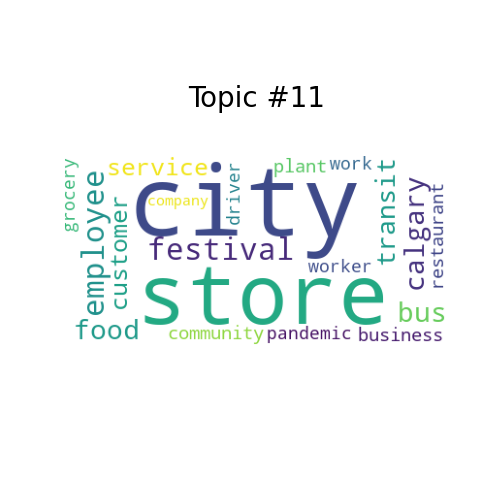 Topic #11
city
store
festival
employee
food
customer
service
transit
calgary
bus
grocery
driver
company
plant
work
worker
restaurant
community
pandemic
business